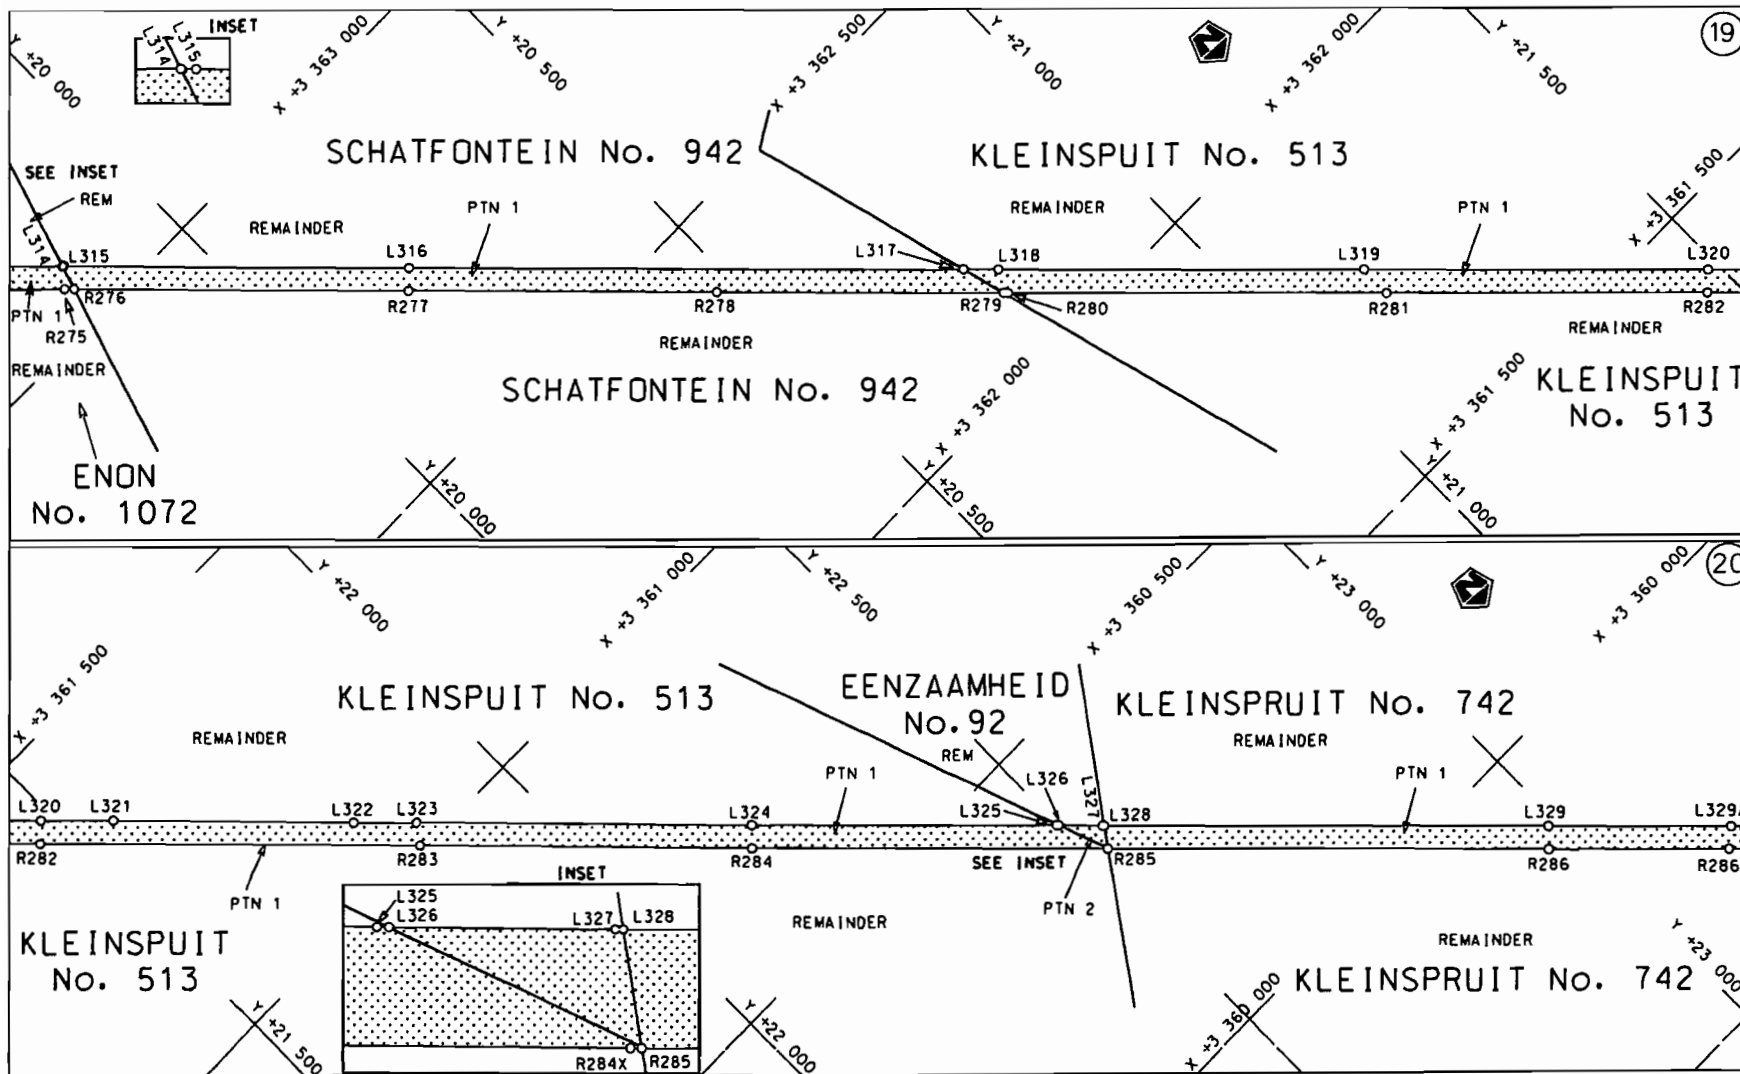 INSET
19
L314
L315
Y +20 000
X +3 363 000
Y +20 500
X +3 362 500
Y +21 000
X +3 362 000
Y +21 500
SCHATFONTEIN No. 942
KLEINSPUIT No. 513
SEE INSET
REM
REMAINDER
PTN 1
REMAINDER
PTN 1
X +3 361 500
L314
L315
L316
L317
L318
L319
L320
PTN 1
R275
R276
R277
R278
R279
R280
R281
R282
REMAINDER
REMAINDER
REMAINDER
SCHATFONTEIN No. 942
X +3 362 000
X +3 361 500
KLEINSPUIT
No. 513
ENON
No. 1072
Y +20 000
Y +20 500
Y +21 000
20
Y +22 000
X +3 361 000
Y +22 500
X +3 360 500
Y +23 000
X +3 360 000
X +3 361 500
KLEINSPUIT No. 513
EENZAAMHEID
No.92
KLEINSPRUIT No. 742
REMAINDER
REM
REMAINDER
PTN 1
L326
PTN 1
L320
L321
L322
L323
L324
L325
L327
L328
L329
L329A
R282
R283
R284
SEE INSET
R285
R286
R286
PTN 1
INSET
PTN 2
L325
L326
L327
L328
R284X
R285
REMAINDER
REMAINDER
KLEINSPUIT
No. 513
KLEINSPRUIT No. 742
Y +21 500
Y +22 000
X +3 360 000
Y +23 000